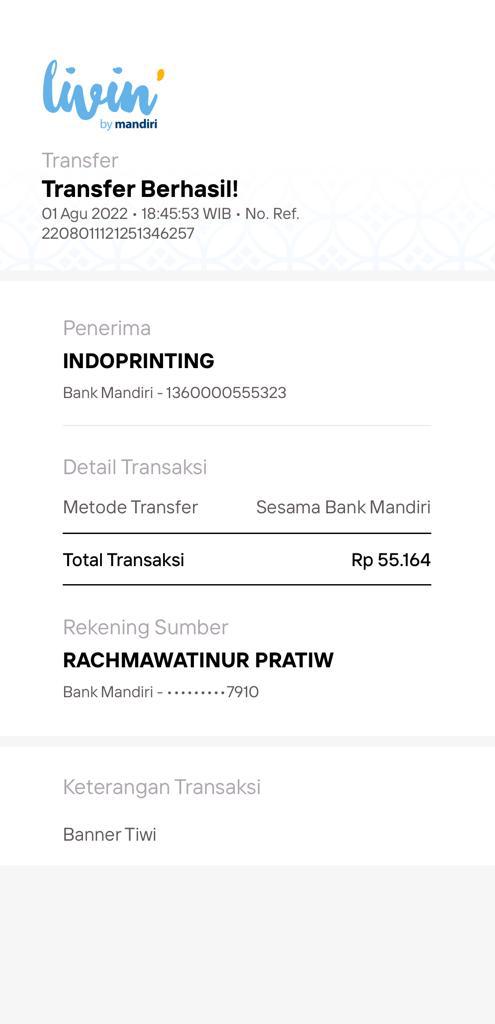 livin'
by mandiri
Transfer
Transfer Berhasil!
01 Agu 2022 • 18:45:53 WIB • No. Ref.
2208011121251346257
Penerima
INDOPRINTING
Bank Mandiri - 1360000555323
Detail Transaksi
Metode Transfer Sesama Bank Mandiri
Total Transaksi Rp 55.164
Rekening Sumber
RACHMAWATINUR PRATIW
Bank Mandiri - •••••••••7910
Keterangan Transaksi
Banner Tiwi